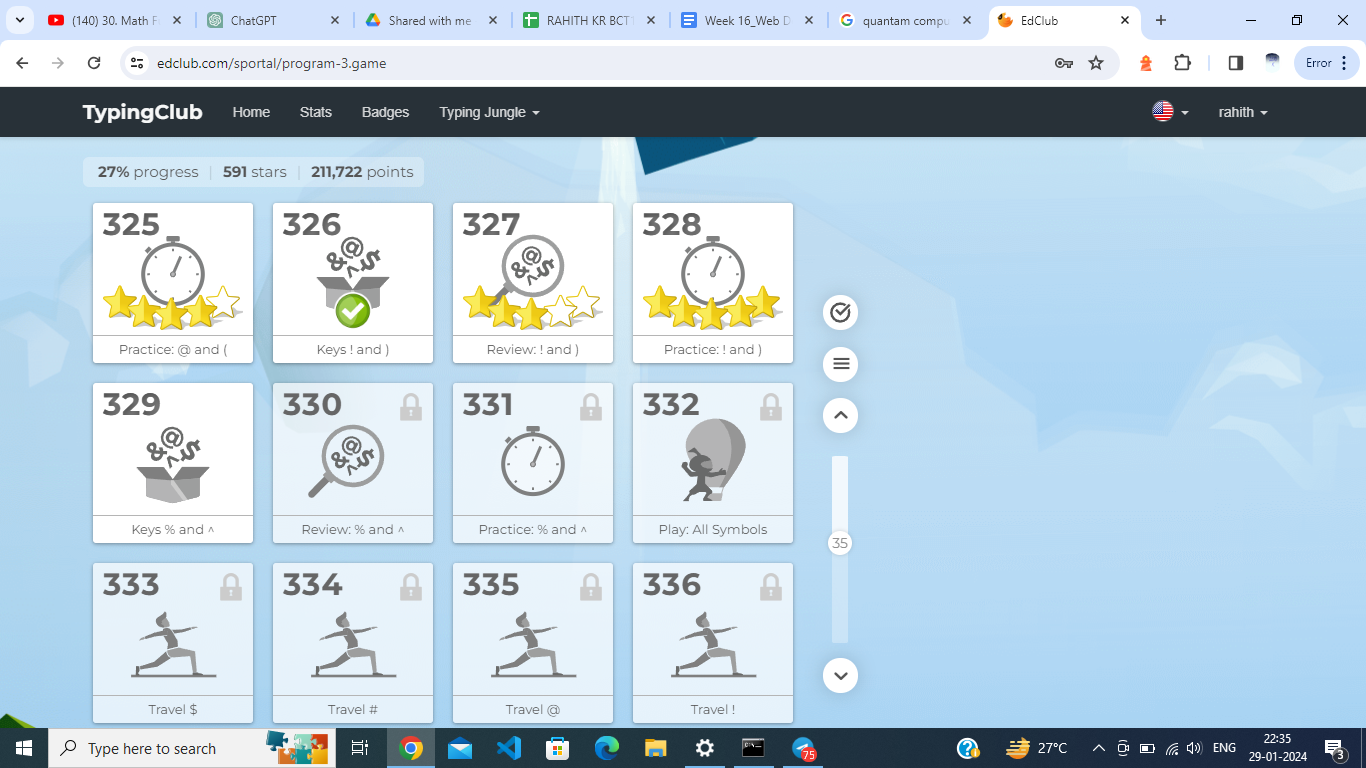 (140) 30. Math F
ChatGPT
Shared with me
RAHITH KR BCT
Week 16_Web D
quantam compu
EdClub
edclub.com/sportal/program-3.game
Error
TypingClub
Home
Stats
Badges
Typing Jungle
rahith
27% progress | 591 stars | 211,722 points
325
326
327
328
Practice: @ and (
Keys ! and )
Review: ! and )
Practice: ! and )
329
330
331
332
Keys % and ^
Review: % and ^
Practice: % and ^
Play: All Symbols
35
333
334
335
336
Travel $
Travel #
Travel @
Travel !
Type here to search
75
27°C
ENG
22:35
29-01-2024
3